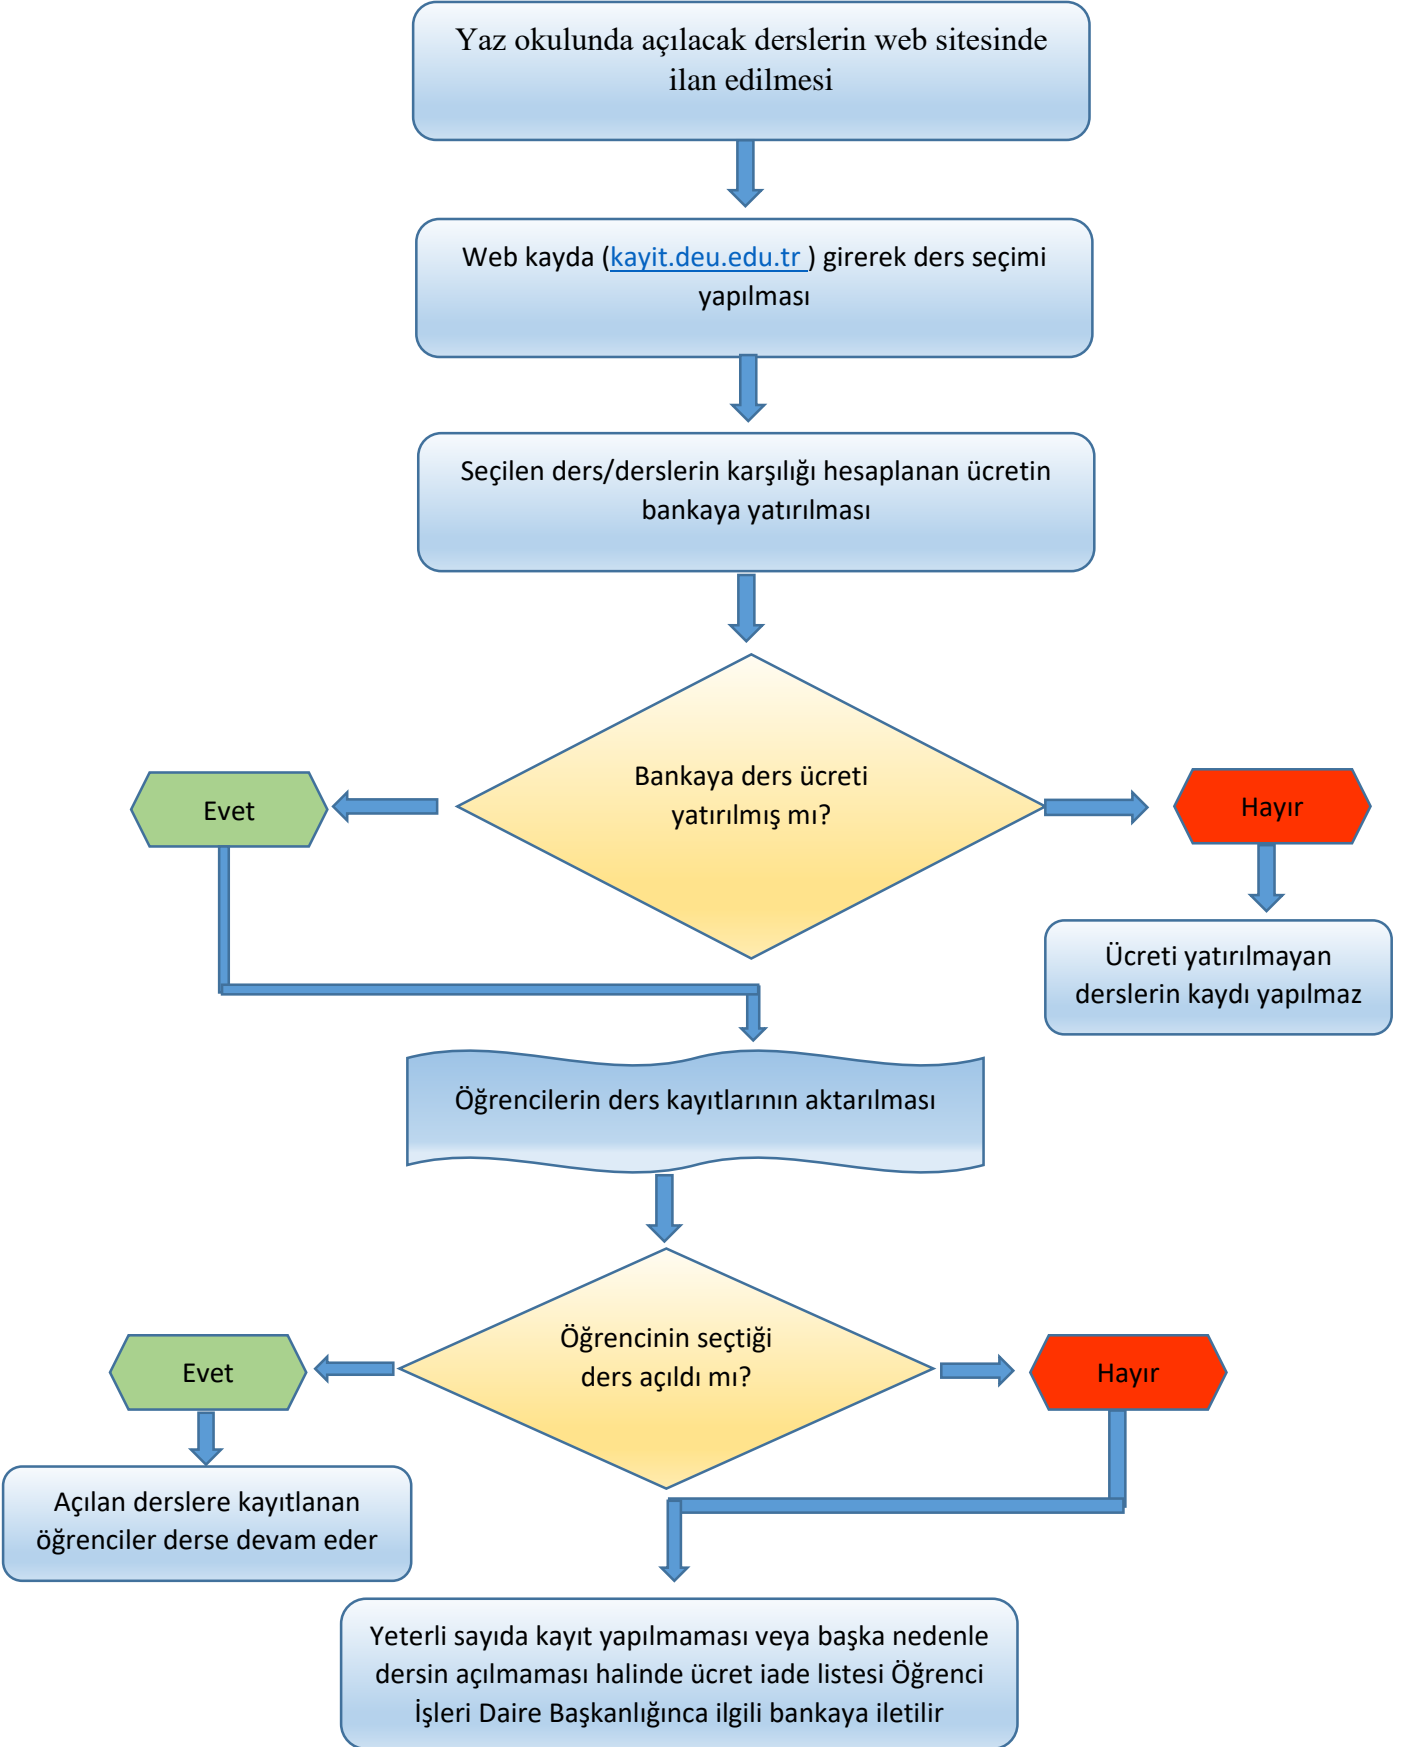 Yaz okulunda açılacak derslerin web sitesinde
ilan edilmesi
Web kayda (kayit.deu.edu.tr ) girerek ders seçimi
yapılması
Seçilen ders/derslerin karşılığı hesaplanan ücretin
bankaya yatırılması
Bankaya ders ücreti
yatırılmış mı?
Evet
Hayır
Ücreti yatırılmayan
derslerin kaydı yapılmaz
Öğrencilerin ders kayıtlarının aktarılması
Öğrencinin seçtiği
ders açıldı mı?
Evet
Hayır
Açılan derslere kayıtlanan
öğrenciler derse devam eder
Yeterli sayıda kayıt yapılmaması veya başka nedenle
dersin açılmaması halinde ücret iade listesi Öğrenci
İşleri Daire Başkanlığınca ilgili bankaya iletilir